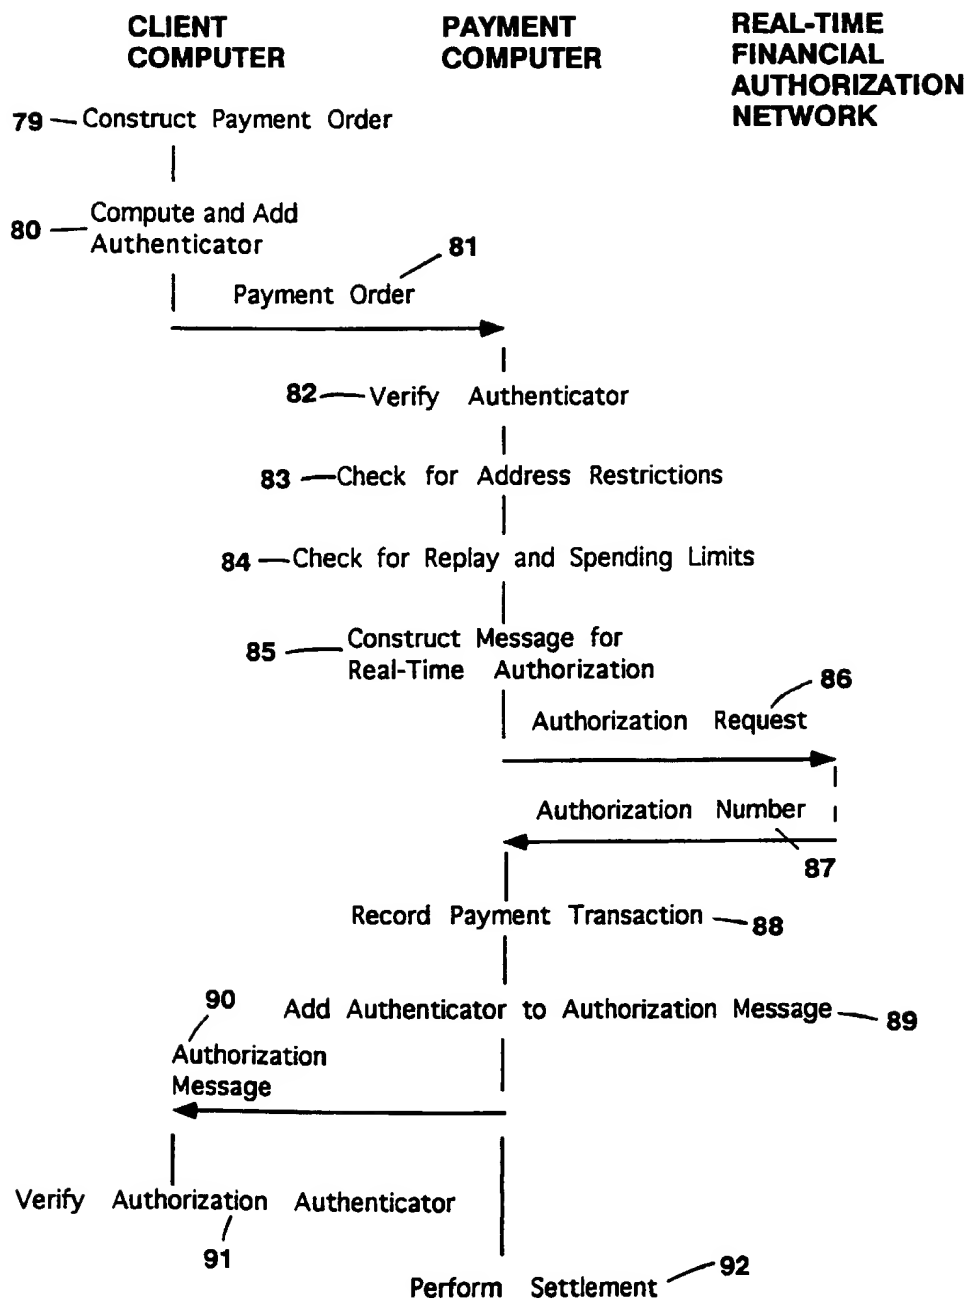 CLIENT
COMPUTER
PAYMENT
COMPUTER
REAL-TIME
FINANCIAL
AUTHORIZATION
NETWORK
79 Construct Payment Order
80 Compute and Add
Authenticator
81
Payment Order
82 Verify Authenticator
83 Check for Address Restrictions
84 Check for Replay and Spending Limits
85 Construct Message for
Real-Time Authorization
86
Authorization Request
Authorization Number
87
Record Payment Transaction 88
Add Authenticator to Authorization Message 89
90
Authorization
Message
Verify Authorization Authenticator
91
Perform Settlement 92